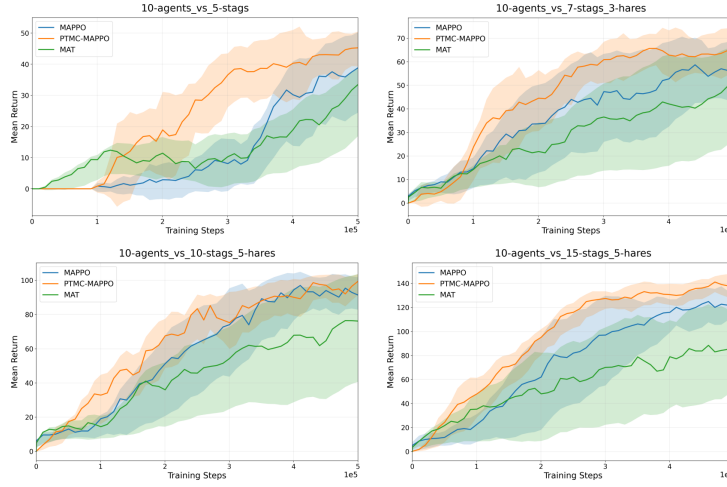 10-agents_vs_5-stags
MAPPO
PTMC-MAPPO
MAT
50
40
30
20
10
0
Mean Return
0
1
2
3
4
5
1e5
Training Steps
10-agents_vs_7-stags_3-hares
MAPPO
PTMC-MAPPO
MAT
70
60
50
40
30
20
10
0
Mean Return
0
1
2
3
4
1e5
Training Steps
10-agents_vs_10-stags_5-hares
MAPPO
PTMC-MAPPO
MAT
100
80
60
40
20
0
Mean Return
0
1
2
3
4
5
1e5
Training Steps
10-agents_vs_15-stags_5-hares
MAPPO
PTMC-MAPPO
MAT
140
120
100
80
60
40
20
0
Mean Return
0
1
2
3
4
1e5
Training Steps